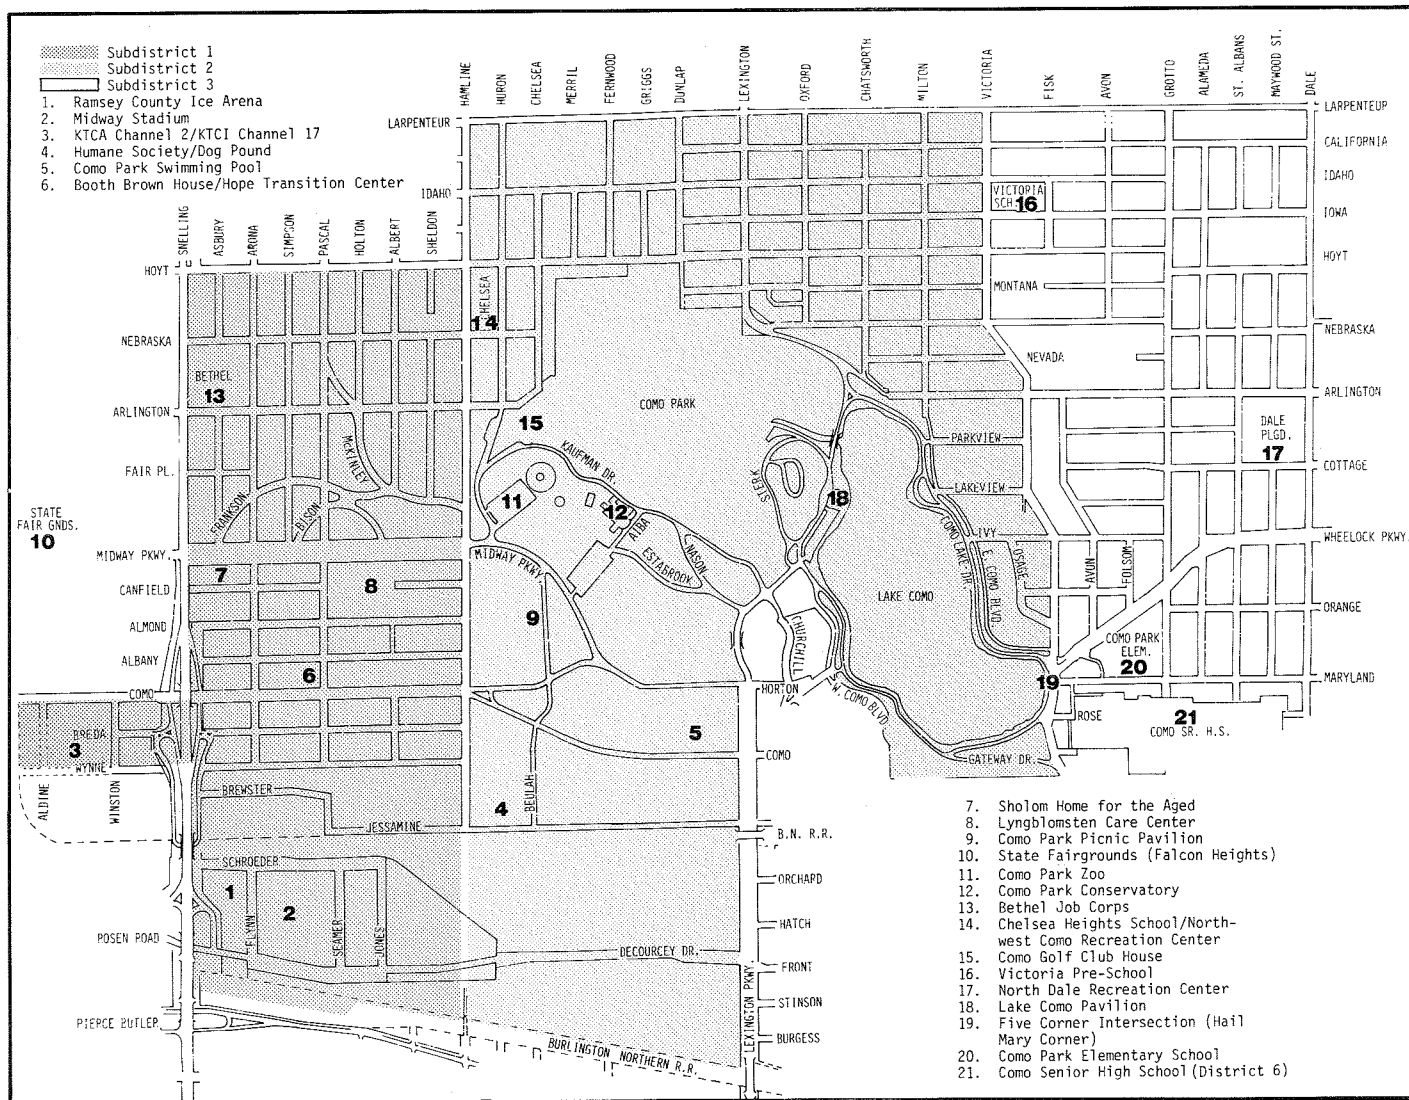 Subdistrict 1
Subdistrict 2
Subdistrict 3
1. Ramsey County Ice Arena
2. Midway Stadium
3. KTCA Channel 2/KTCI Channel 17
4. Humane Society/Dog Pound
5. Como Park Swimming Pool
6. Booth Brown House/Hope Transition Center
HAMLINE
HURON
CHELSEA
MERRIL
FERNWOOD
GRIGGS
DUNLAP
LEXINGTON
OXFORD
CHATSWORTH
MILTON
VICTORIA
FISK
AVON
GROTTO
ALAMEDA
ST. ALBANS
MAYWOOD ST.
DALE
LARPENTEUR
LARPENTEUR
CALIFORNIA
IDAHO
IDAHO
VICTORIA
SCH.
16
IOWA
SNELLING
ASBURY
ARONA
SIMPSON
PASCAL
HOLTON
ALBERT
SHELDON
HOYT
HOYT
CHELSEA
14
MONTANA
NEBRASKA
NEBRASKA
NEVADA
BETHEL
13
ARLINGTON
ARLINGTON
COMO PARK
15
DALE
PLGD.
17
MCKINLEY
KAUFMAN DR.
PARKVIEW
FAIR PL.
COTTAGE
STERK
LAKEVIEW
FRANKSON
BISON
11
12
18
STATE
FAIR GNDS.
10
AIDA
COMO LAKE DR.
IVY
WHEELOCK PKWY.
MIDWAY PKWY.
MIDWAY PKWY.
ESTABROOK
NASON
E. COMO BLVD
OSAGE
AVON
FOLSOM
7
8
CANFIELD
LAKE COMO
ORANGE
9
ALMOND
CHURCHILL
COMO PARK
ELEM.
20
ALBANY
6
COMO
HORTON
W. COMO BLVD.
19
MARYLAND
ROSE
21
COMO SR. H.S.
BREDA
3
5
COMO
GATEWAY DR.
WYNNE
ALDINE
WINSTON
BREWSTER
BEULAH
4
JESSAMINE
B.N. R.R.
SCHROEDER
1
2
ORCHARD
FLYNN
SEAMER
JONES
HATCH
POSEN ROAD
DECOURCEY DR.
FRONT
LEXINGTON PKWY.
STINSON
PIERCE BUTLER
BURGESS
BURLINGTON NORTHERN R.R.
7. Sholom Home for the Aged
8. Lyngblomsten Care Center
9. Como Park Picnic Pavilion
10. State Fairgrounds (Falcon Heights)
11. Como Park Zoo
12. Como Park Conservatory
13. Bethel Job Corps
14. Chelsea Heights School/North-
west Como Recreation Center
15. Como Golf Club House
16. Victoria Pre-School
17. North Dale Recreation Center
18. Lake Como Pavilion
19. Five Corner Intersection (Hail
Mary Corner)
20. Como Park Elementary School
21. Como Senior High School (District 6)